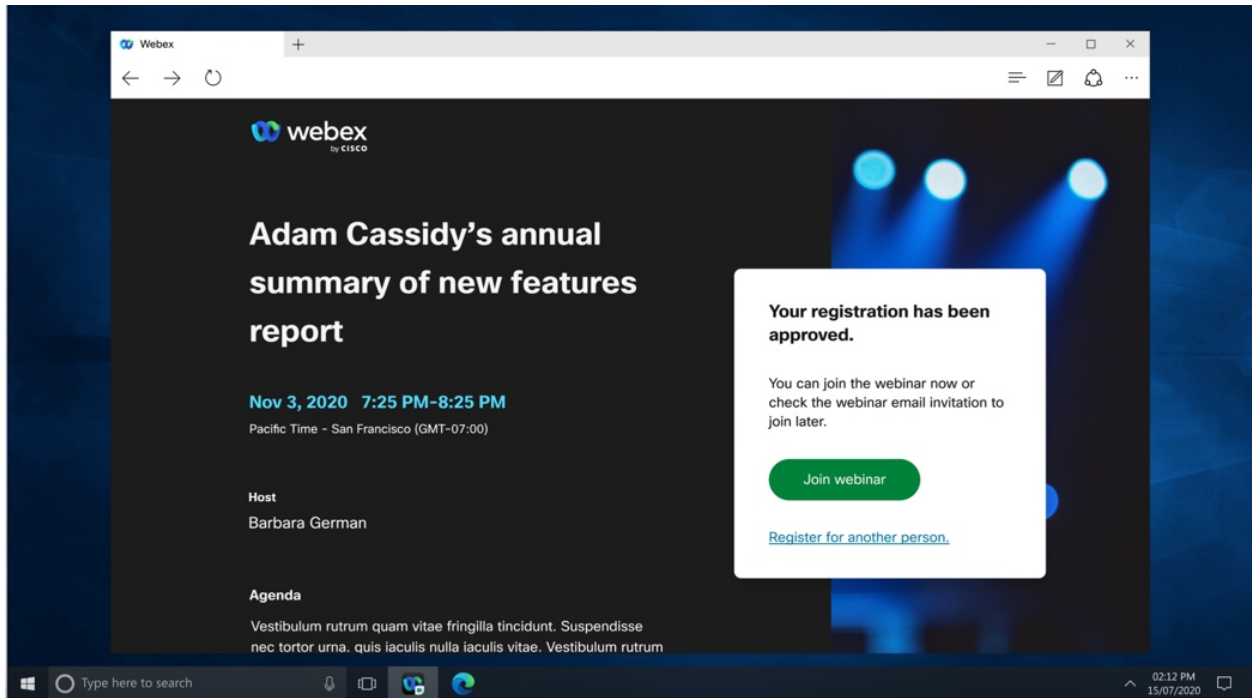 Webex
webex
by CISCO
Adam Cassidy’s annual
summary of new features
report
Nov 3, 2020 7:25 PM-8:25 PM
Pacific Time - San Francisco (GMT-07:00)
Host
Barbara German
Agenda
Vestibulum rutrum quam vitae fringilla tincidunt. Suspendisse
nec tortor urna. quis iaculis nulla iaculis vitae. Vestibulum rutrum
Your registration has been
approved.
You can join the webinar now or
check the webinar email invitation to
join later.
Join webinar
Register for another person.
Type here to search
02:12 PM
15/07/2020